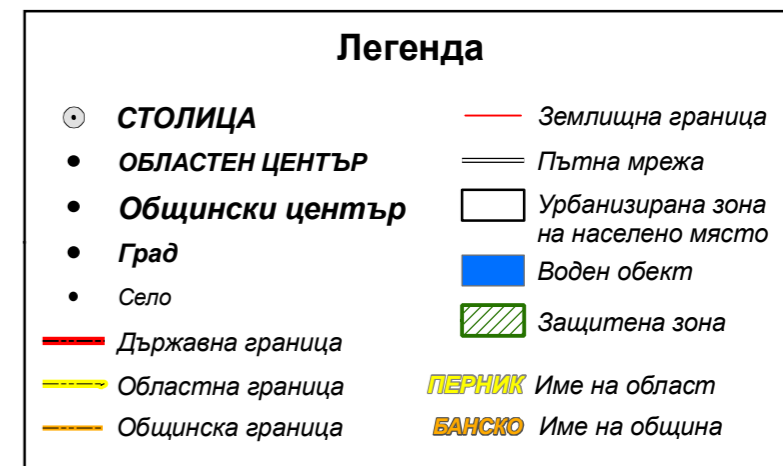 Легенда
СТОЛИЦА
ОБЛАСТЕН ЦЕНТЪР
Общински център
Град
Село
Държавна граница
Областна граница
Общинска граница
Землищна граница
Пътна мрежа
Урбанизирана зона
на населено място
Воден обект
Защитена зона
ПЕРНИК Име на област
БАНСКО Име на община